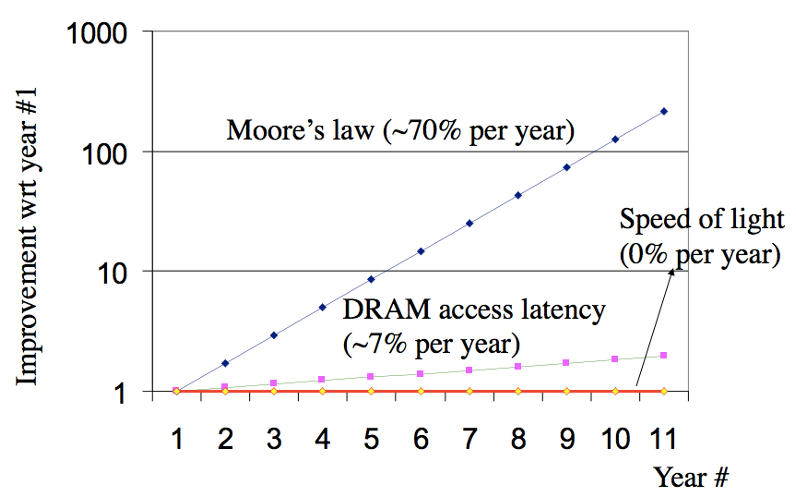 Improvement wrt year #1
1000
100
10
1
Moore's law (~70% per year)
Speed of light
(0% per year)
DRAM access latency
(~7% per year)
1 2 3 4 5 6 7 8 9 10 11
Year #